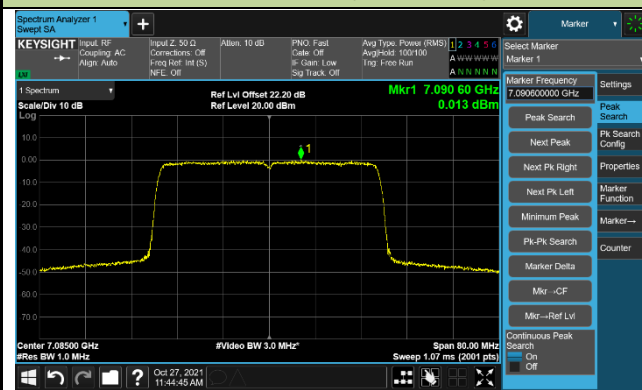 Spectrum Analyzer 1
Swept SA
+
Marker
KEYSIGHT
Input: RF
Coupling: AC
Align: Auto
Input Z: 50 Ω
Corrections: Off
Freq Ref: Int (S)
NFE: Off
Atten: 10 dB
PNO: Fast
Gate: Off
IF Gain: Low
Sig Track: Off
Avg Type: Power (RMS)
Avg|Hold: 100/100
Trig: Free Run
1 2 3 4 5 6
A W W W W W
A N N N N N
LXI
Select Marker
Marker 1
1 Spectrum
Scale/Div 10 dB
Log
Ref Lvl Offset 22.20 dB
Ref Level 20.00 dBm
Mkr1 7.090 60 GHz
0.013 dBm
10.0
0.00
-10.0
-20.0
-30.0
-40.0
-50.0
-60.0
-70.0
1
Center 7.08500 GHz
#Res BW 1.0 MHz
#Video BW 3.0 MHz*
Span 80.00 MHz
Sweep 1.07 ms (2001 pts)
Marker Frequency
7.090600000 GHz
Peak Search
Next Peak
Next Pk Right
Next Pk Left
Minimum Peak
Pk-Pk Search
Marker Delta
Mkr→CF
Mkr→Ref Lvl
Continuous Peak
Search
On
Off
Settings
Peak
Search
Pk Search
Config
Properties
Marker
Function
Marker→
Counter
?
Oct 27, 2021
11:44:45 AM